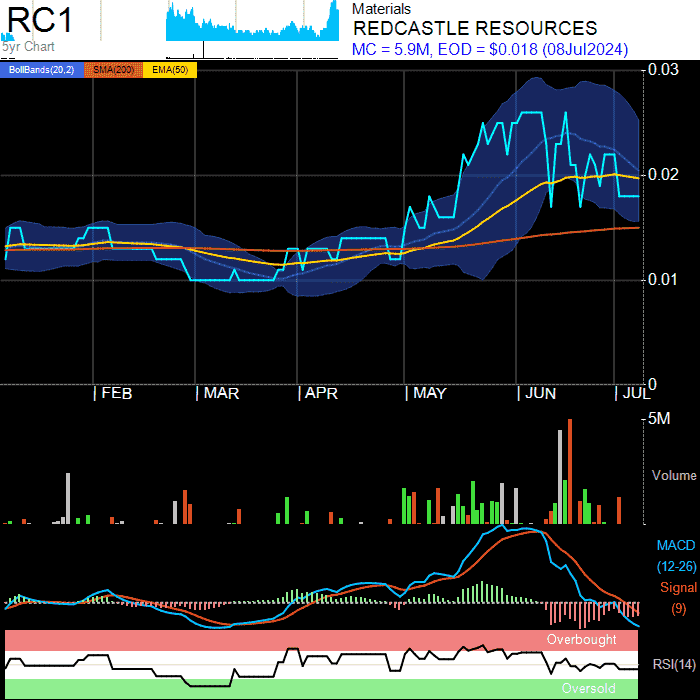 RC1
5yr Chart
Materials
REDCASTLE RESOURCES
MC = 5.9M, EOD = $0.018 (08Jul2024)
BollBands(20,2) SMA(200) EMA(50)
0.03
0.02
0.01
0
FEB MAR APR MAY JUN JUL
5M
Volume
MACD
(12-26)
Signal
(9)
Overbought
RSI(14)
Oversold